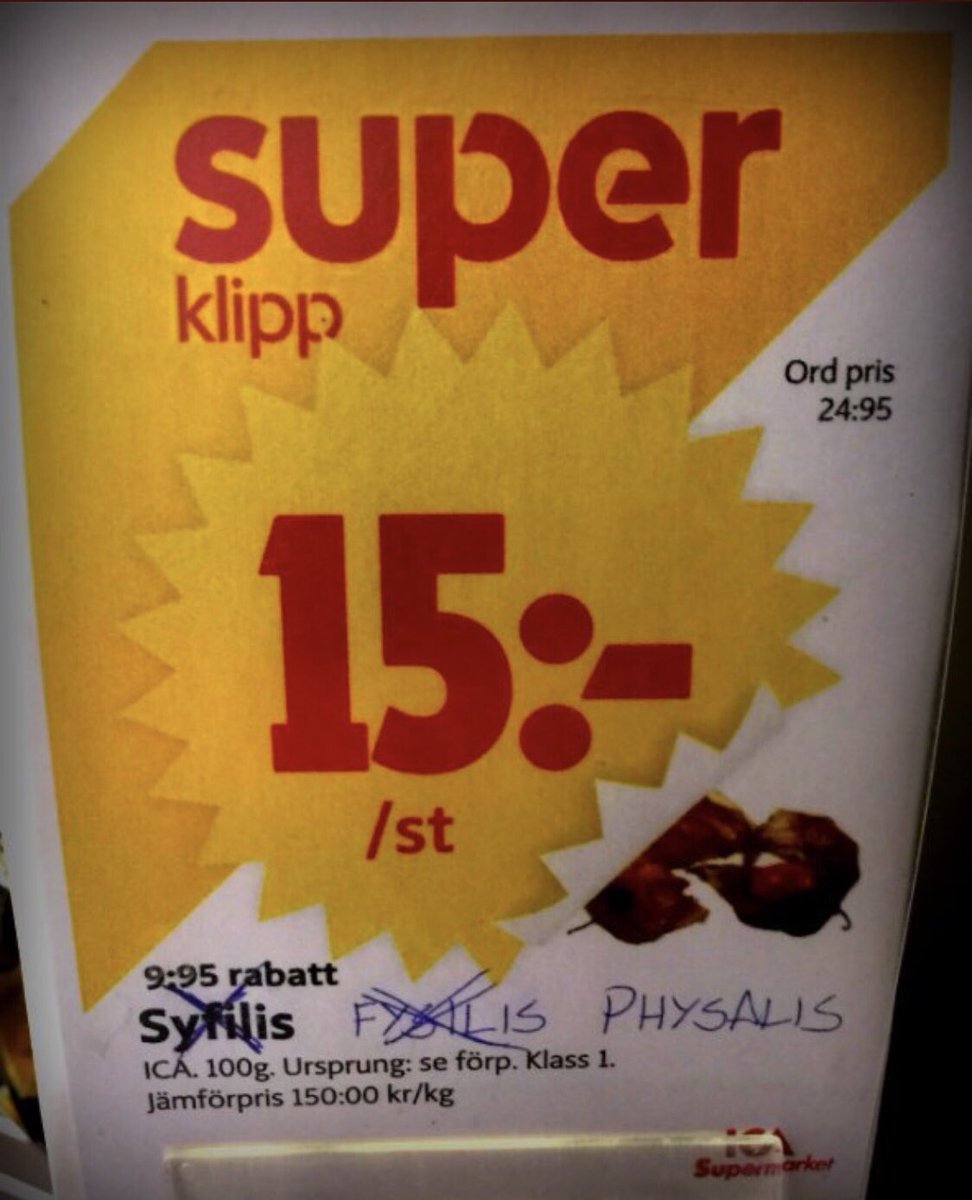 super
klipp
Ord pris
24:95
15:-
/st
9:95 rabatt
Syfilis FYSILIS PHYSALIS
ICA. 100g. Ursprung: se förp. Klass 1.
Jämförpris 150:00 kr/kg
ICA
Supermarket